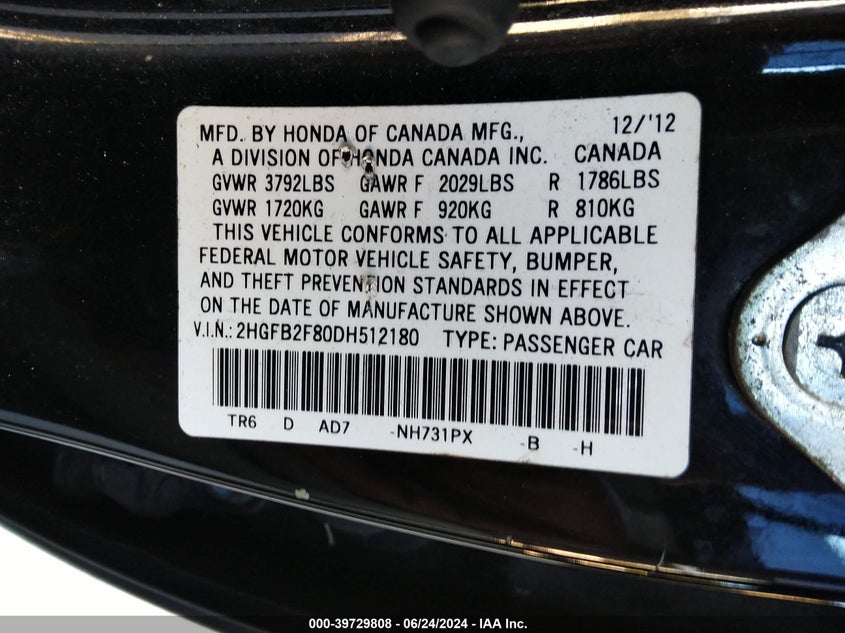 MFD. BY HONDA OF CANADA MFG., 12/'12
A DIVISION OF HONDA CANADA INC. CANADA
GVWR 3792LBS GAWR F 2029LBS R 1786LBS
GVWR 1720KG GAWR F 920KG R 810KG
THIS VEHICLE CONFORMS TO ALL APPLICABLE
FEDERAL MOTOR VEHICLE SAFETY, BUMPER,
AND THEFT PREVENTION STANDARDS IN EFFECT
ON THE DATE OF MANUFACTURE SHOWN ABOVE.
V.I.N.: 2HGFB2F80DH512180 TYPE: PASSENGER CAR
TR6 D AD7 -NH731PX -B -H
000-39729808 - 06/24/2024 - IAA Inc.